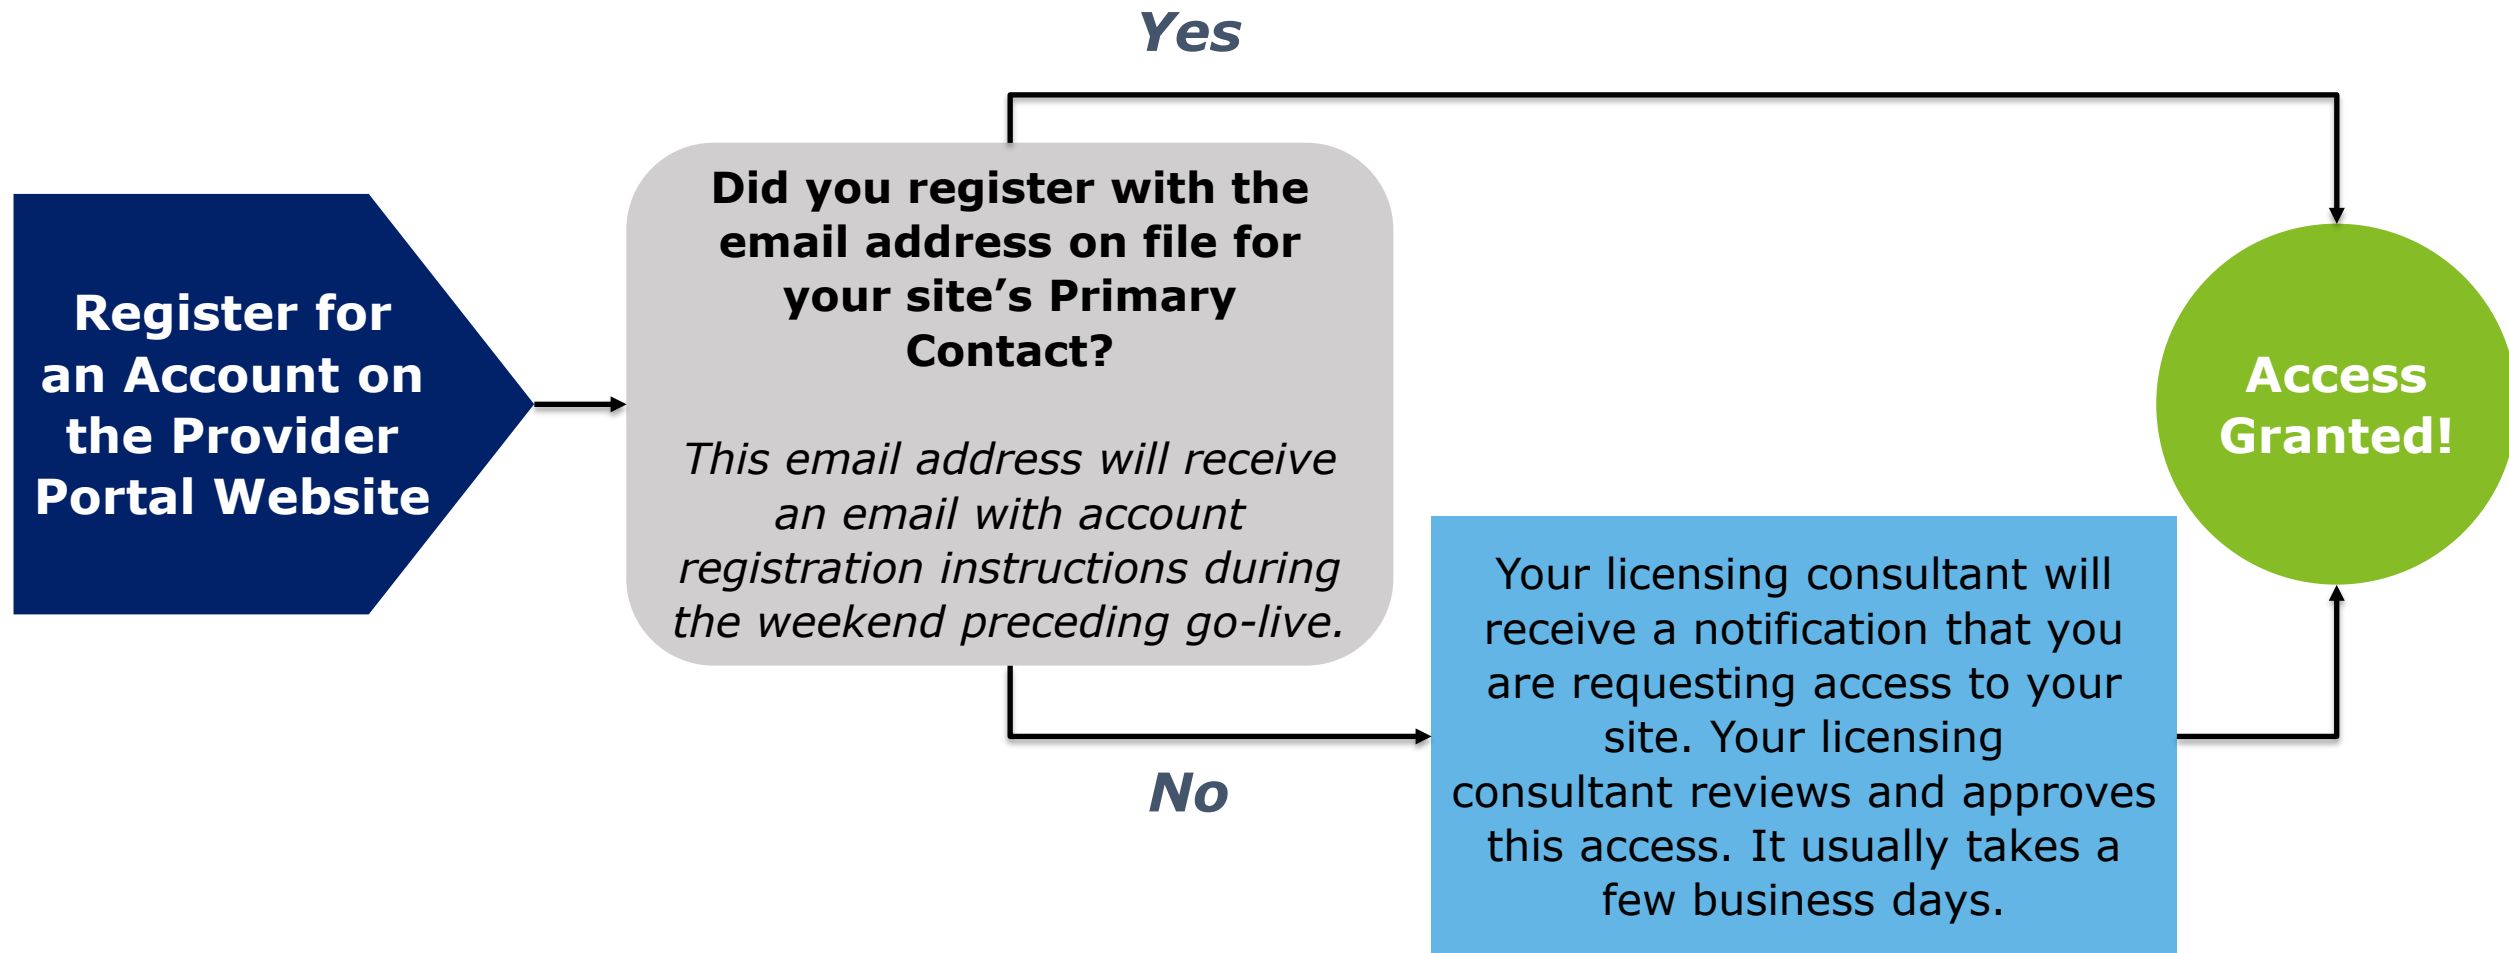 Yes
Register for
an Account on
the Provider
Portal Website
Did you register with the
email address on file for
your site’s Primary
Contact?
This email address will receive
an email with account
registration instructions during
the weekend preceding go-live.
No
Your licensing consultant will
receive a notification that you
are requesting access to your
site. Your licensing
consultant reviews and approves
this access. It usually takes a
few business days.
Access
Granted!